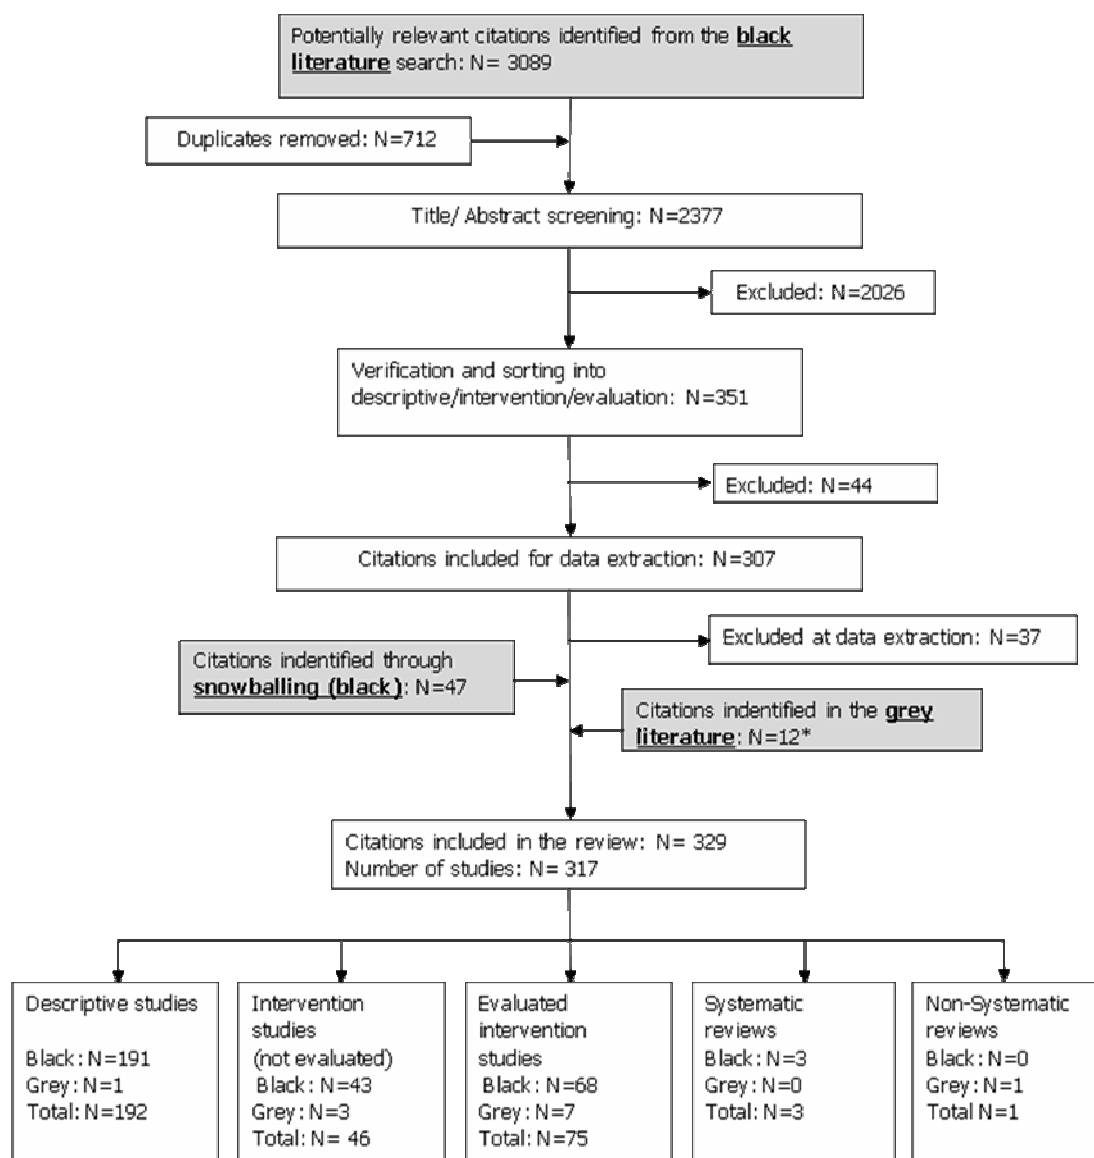 Potentially relevant citations identified from the black
literature search: N= 3089
Duplicates removed: N=712
Title/ Abstract screening: N=2377
Excluded: N=2026
Verification and sorting into
descriptive/intervention/evaluation: N=351
Excluded: N=44
Citations included for data extraction: N=307
Excluded at data extraction: N=37
Citations indentified through
snowballing (black): N=47
Citations indentified in the grey
literature: N=12*
Citations included in the review: N= 329
Number of studies: N= 317
Descriptive studies
Black: N=191
Grey: N=1
Total: N=192
Intervention
studies
(not evaluated)
Black: N=43
Grey: N=3
Total: N= 46
Evaluated
intervention
studies
Black: N=68
Grey: N=7
Total: N=75
Systematic
reviews
Black: N=3
Grey: N=0
Total: N=3
Non-Systematic
reviews
Black: N=0
Grey: N=1
Total N=1